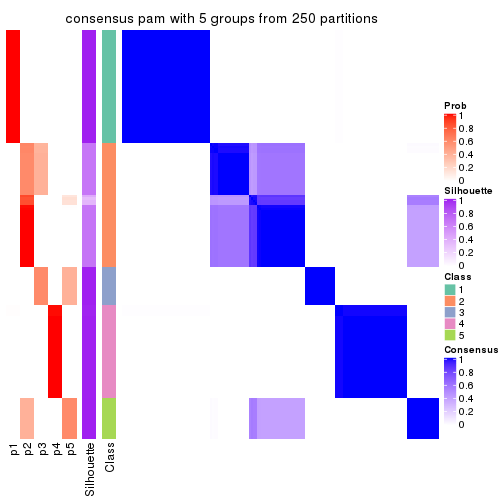 consensus pam with 5 groups from 250 partitions
Prob
1
0.8
0.6
0.4
0.2
0
Silhouette
1
0.8
0.6
0.4
0.2
0
Class
1
2
3
4
5
Consensus
1
0.8
0.6
0.4
0.2
0
p1
p2
p3
p4
p5
Silhouette
Class